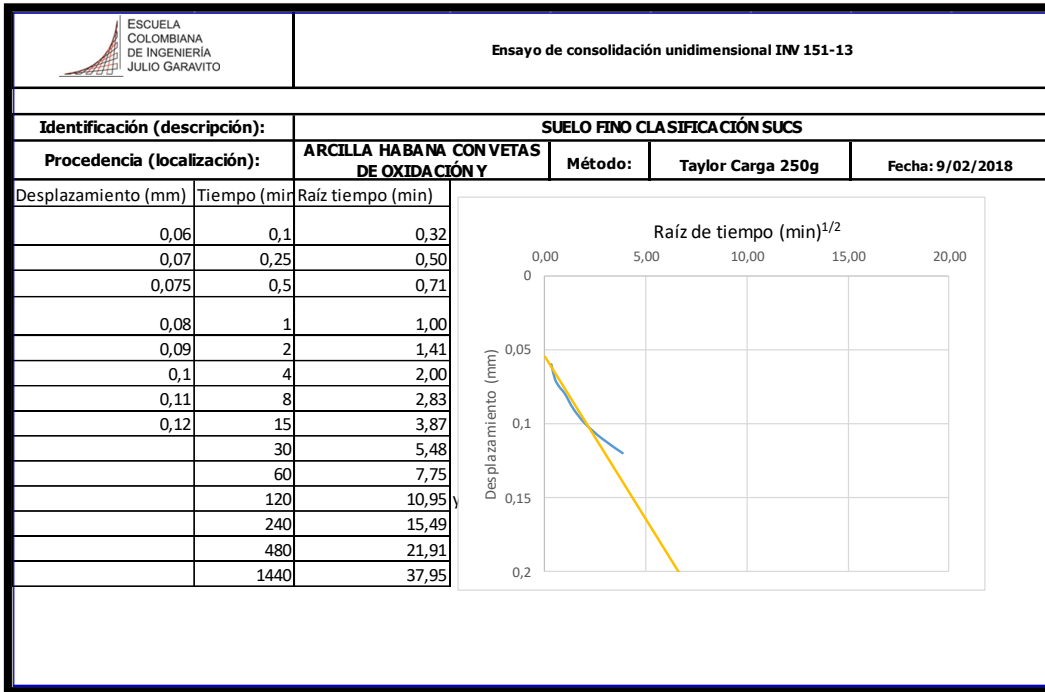 ESCUELA
COLOMBIANA
DE INGENIERÍA
JULIO GARAVITO
Ensayo de consolidación unidimensional INV 151-13
Identificación (descripción): SUELO FINO CLASIFICACIÓN SUCS
Procedencia (localización): ARCILLA HABANA CON VETAS DE OXIDACIÓN Y Método: Taylor Carga 250g Fecha: 9/02/2018
Desplazamiento (mm) Tiempo (min Raíz tiempo (min)
0,06 0,1 0,32
0,07 0,25 0,50
0,075 0,5 0,71
0,08 1 1,00
0,09 2 1,41
0,1 4 2,00
0,11 8 2,83
0,12 15 3,87
30 5,48
60 7,75
120 10,95 y
240 15,49
480 21,91
1440 37,95
Raíz de tiempo (min)1/2
0,00 5,00 10,00 15,00 20,00
0
0,05
0,1
0,15
0,2
Desplazamiento (mm)